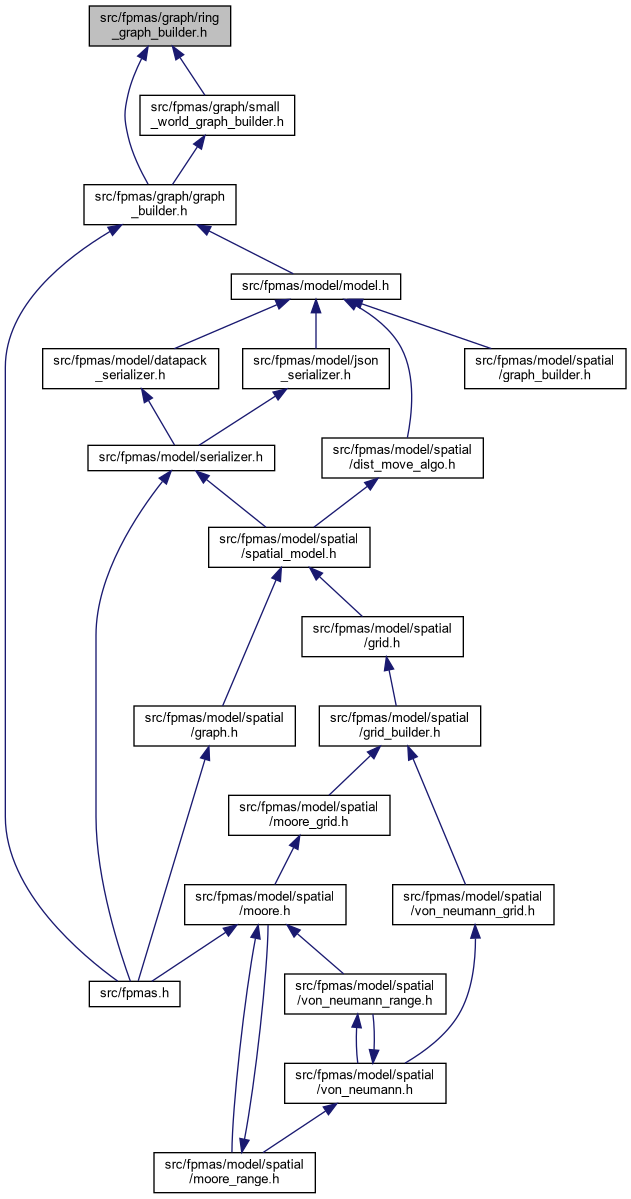 src/fpmas/graph/ring
_graph_builder.h
src/fpmas/graph/small
_world_graph_builder.h
src/fpmas/graph/graph
_builder.h
src/fpmas/model/model.h
src/fpmas/model/datapack
_serializer.h
src/fpmas/model/json
_serializer.h
src/fpmas/model/spatial
/graph_builder.h
src/fpmas/model/serializer.h
src/fpmas/model/spatial
/dist_move_algo.h
src/fpmas/model/spatial
/spatial_model.h
src/fpmas/model/spatial
/grid.h
src/fpmas/model/spatial
/graph.h
src/fpmas/model/spatial
/grid_builder.h
src/fpmas/model/spatial
/moore_grid.h
src/fpmas/model/spatial
/moore.h
src/fpmas/model/spatial
/von_neumann_grid.h
src/fpmas.h
src/fpmas/model/spatial
/von_neumann_range.h
src/fpmas/model/spatial
/von_neumann.h
src/fpmas/model/spatial
/moore_range.h